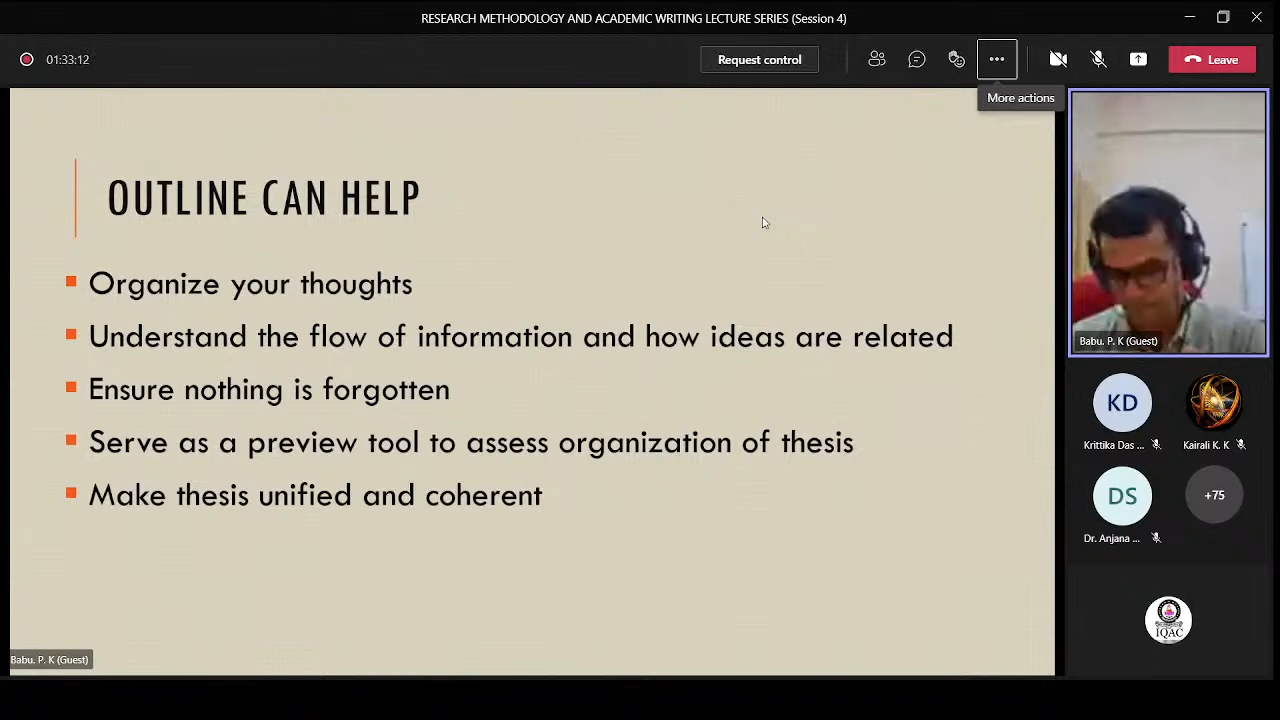 RESEARCH METHODOLOGY AND ACADEMIC WRITING LECTURE SERIES (Session 4)
01:33:12
Request control
Leave
More actions
OUTLINE CAN HELP
Organize your thoughts
Understand the flow of information and how ideas are related
Ensure nothing is forgotten
Serve as a preview tool to assess organization of thesis
Make thesis unified and coherent
Babu. P. K (Guest)
Babu. P. K (Guest)
KD
Krittika Das ...
Kairali K. K
DS
+75
Dr. Anjana ...
IQAC